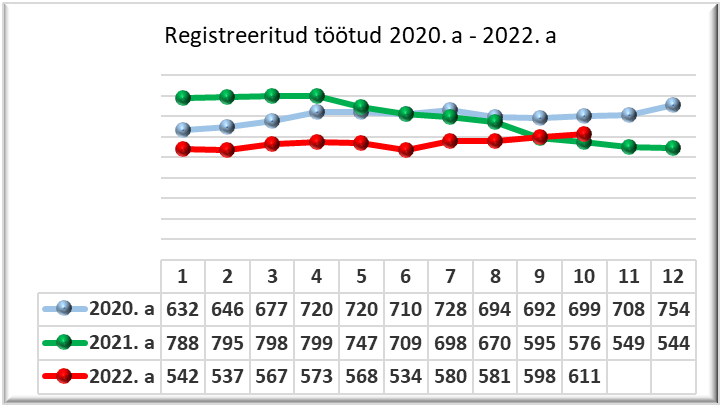 Registreeritud töötud 2020. a - 2022. a
1 2 3 4 5 6 7 8 9 10 11 12
2020. a 632 646 677 720 720 710 728 694 692 699 708 754
2021. a 788 795 798 799 747 709 698 670 595 576 549 544
2022. a 542 537 567 573 568 534 580 581 598 611